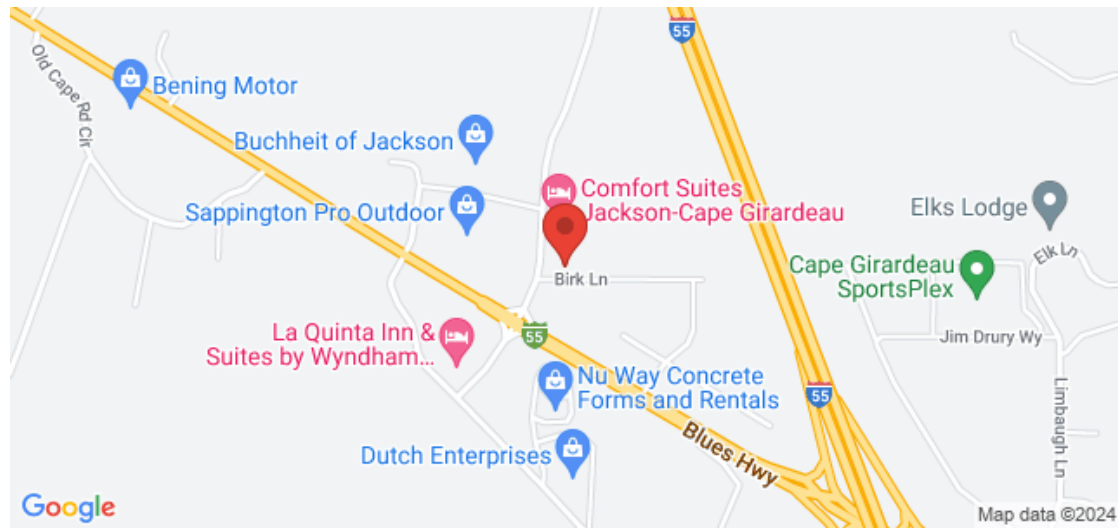 55
Old Cape Rd Cir
Bening Motor
Buchheit of Jackson
Comfort Suites
Jackson-Cape Girardeau
Sappington Pro Outdoor
Elks Lodge
Elk Ln
Cape Girardeau
SportsPlex
Birk Ln
55
La Quinta Inn &
Suites by Wyndham...
Jim Drury Wy
Nu Way Concrete
Forms and Rentals
55
Limbaugh Ln
Blues Hwy
Dutch Enterprises
Google
Map data ©2024